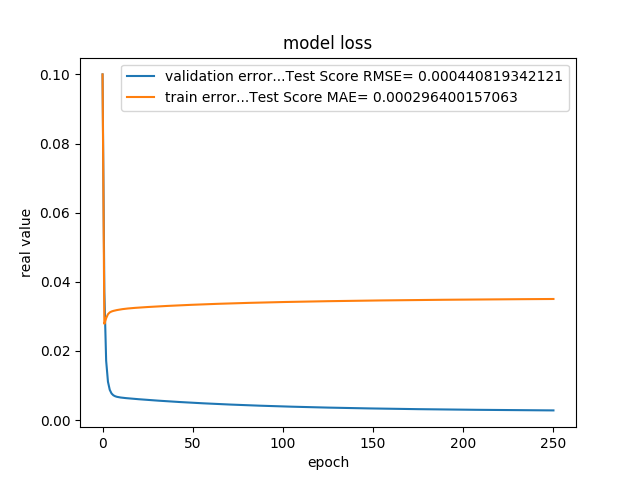 model loss
validation error...Test Score RMSE= 0.000440819342121
train error...Test Score MAE= 0.000296400157063
0.10
0.08
0.06
0.04
0.02
0.00
real value
0 50 100 150 200 250
epoch